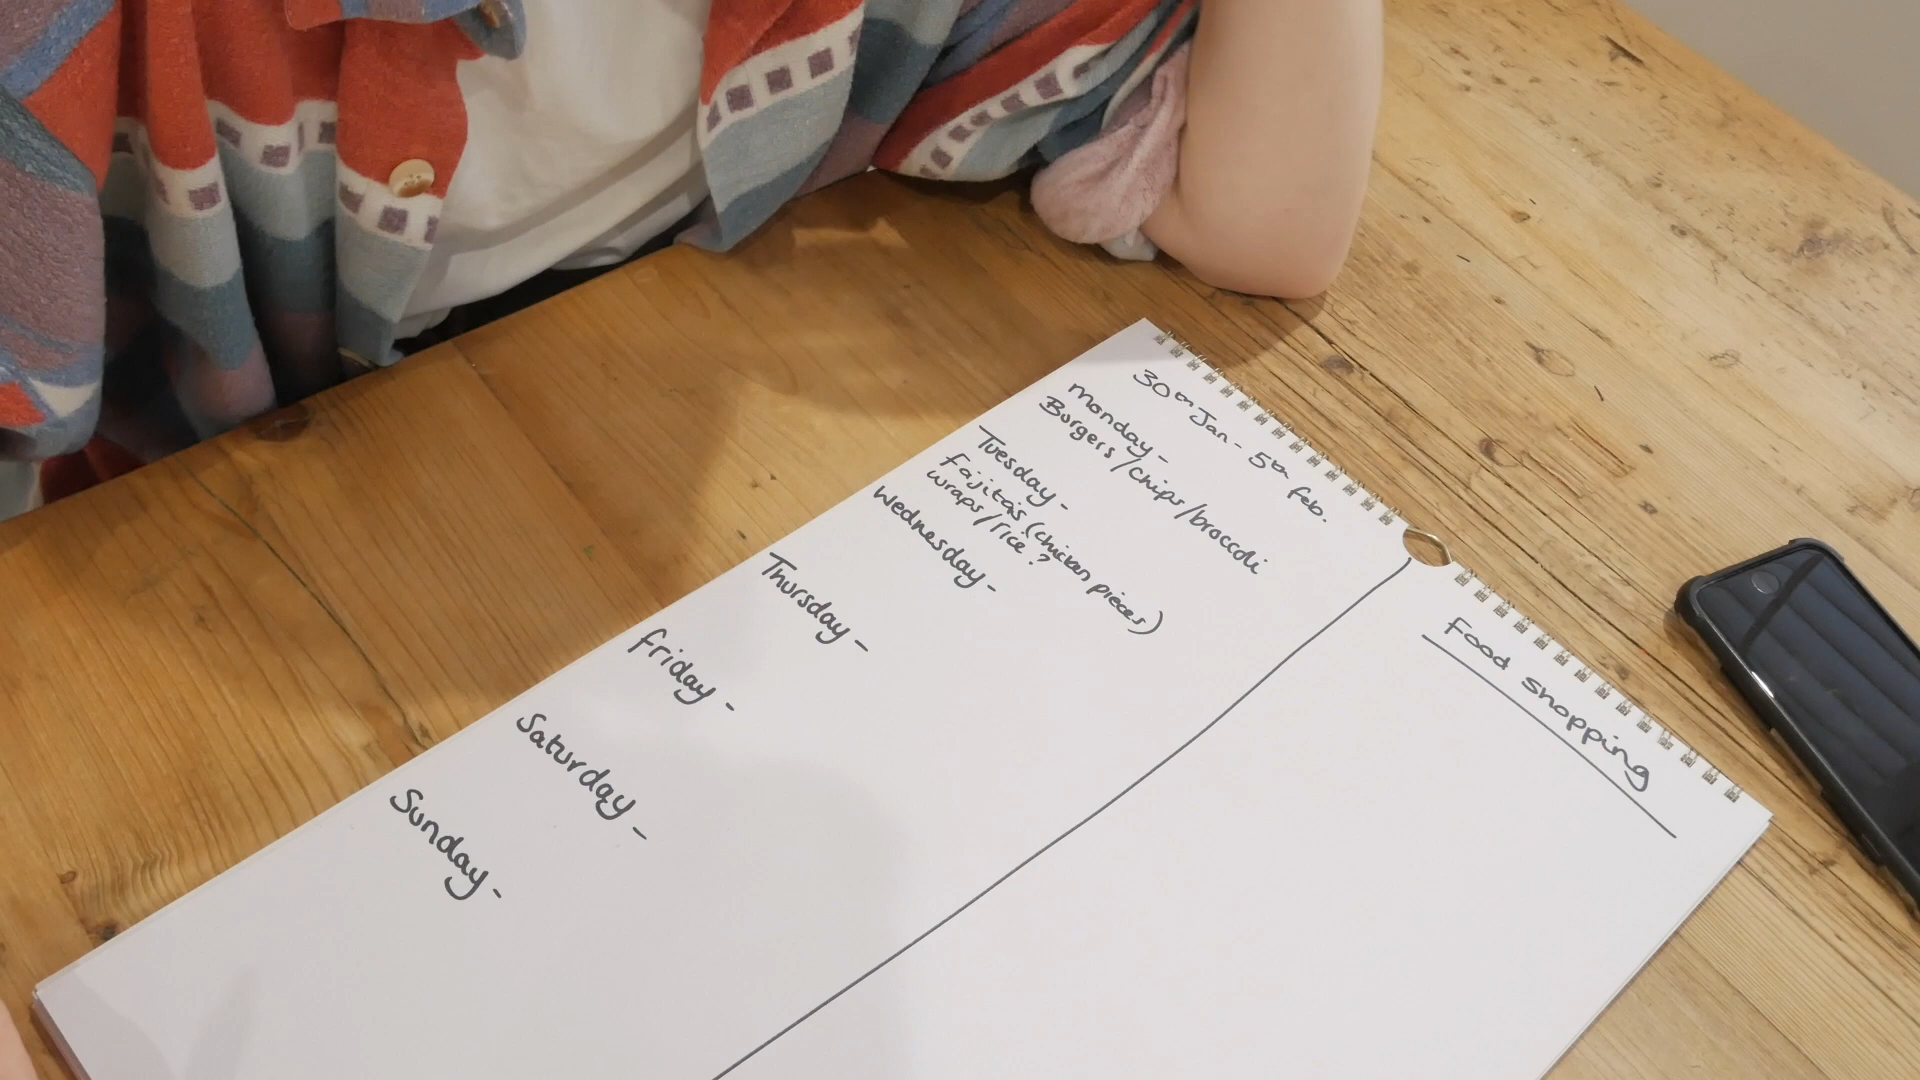 30th Jan - 5th Feb.
Monday -
Burgers/chips/broccoli
Tuesday -
Fajitas (chicken pieces)
wraps/rice?
Wednesday -
Thursday -
Friday -
Saturday -
Sunday -
Food shopping